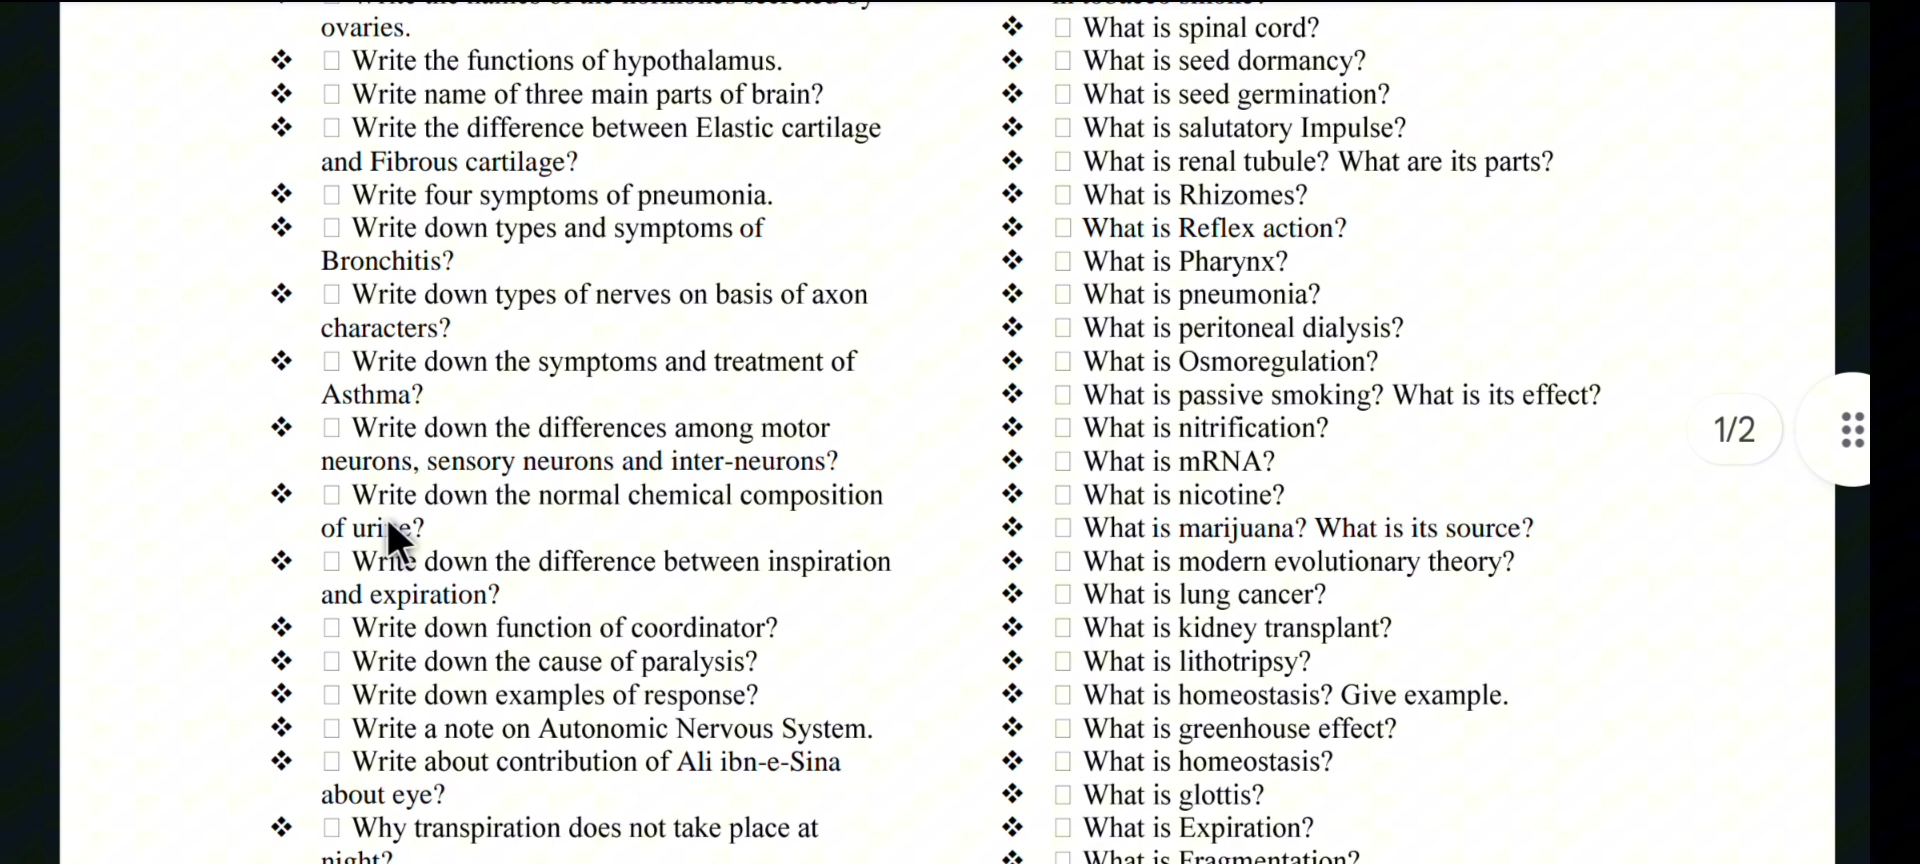 ovaries.
❖ □ Write the functions of hypothalamus.
❖ □ Write name of three main parts of brain?
❖ □ Write the difference between Elastic cartilage
and Fibrous cartilage?
❖ □ Write four symptoms of pneumonia.
❖ □ Write down types and symptoms of
Bronchitis?
❖ □ Write down types of nerves on basis of axon
characters?
❖ □ Write down the symptoms and treatment of
Asthma?
❖ □ Write down the differences among motor
neurons, sensory neurons and inter-neurons?
❖ □ Write down the normal chemical composition
of urine?
❖ □ Write down the difference between inspiration
and expiration?
❖ □ Write down function of coordinator?
❖ □ Write down the cause of paralysis?
❖ □ Write down examples of response?
❖ □ Write a note on Autonomic Nervous System.
❖ □ Write about contribution of Ali ibn-e-Sina
about eye?
❖ □ Why transpiration does not take place at
night?
❖ □ What is spinal cord?
❖ □ What is seed dormancy?
❖ □ What is seed germination?
❖ □ What is salutatory Impulse?
❖ □ What is renal tubule? What are its parts?
❖ □ What is Rhizomes?
❖ □ What is Reflex action?
❖ □ What is Pharynx?
❖ □ What is pneumonia?
❖ □ What is peritoneal dialysis?
❖ □ What is Osmoregulation?
❖ □ What is passive smoking? What is its effect?
❖ □ What is nitrification?
❖ □ What is mRNA?
❖ □ What is nicotine?
❖ □ What is marijuana? What is its source?
❖ □ What is modern evolutionary theory?
❖ □ What is lung cancer?
❖ □ What is kidney transplant?
❖ □ What is lithotripsy?
❖ □ What is homeostasis? Give example.
❖ □ What is greenhouse effect?
❖ □ What is homeostasis?
❖ □ What is glottis?
❖ □ What is Expiration?
❖ □ What is Fragmentation?
1/2